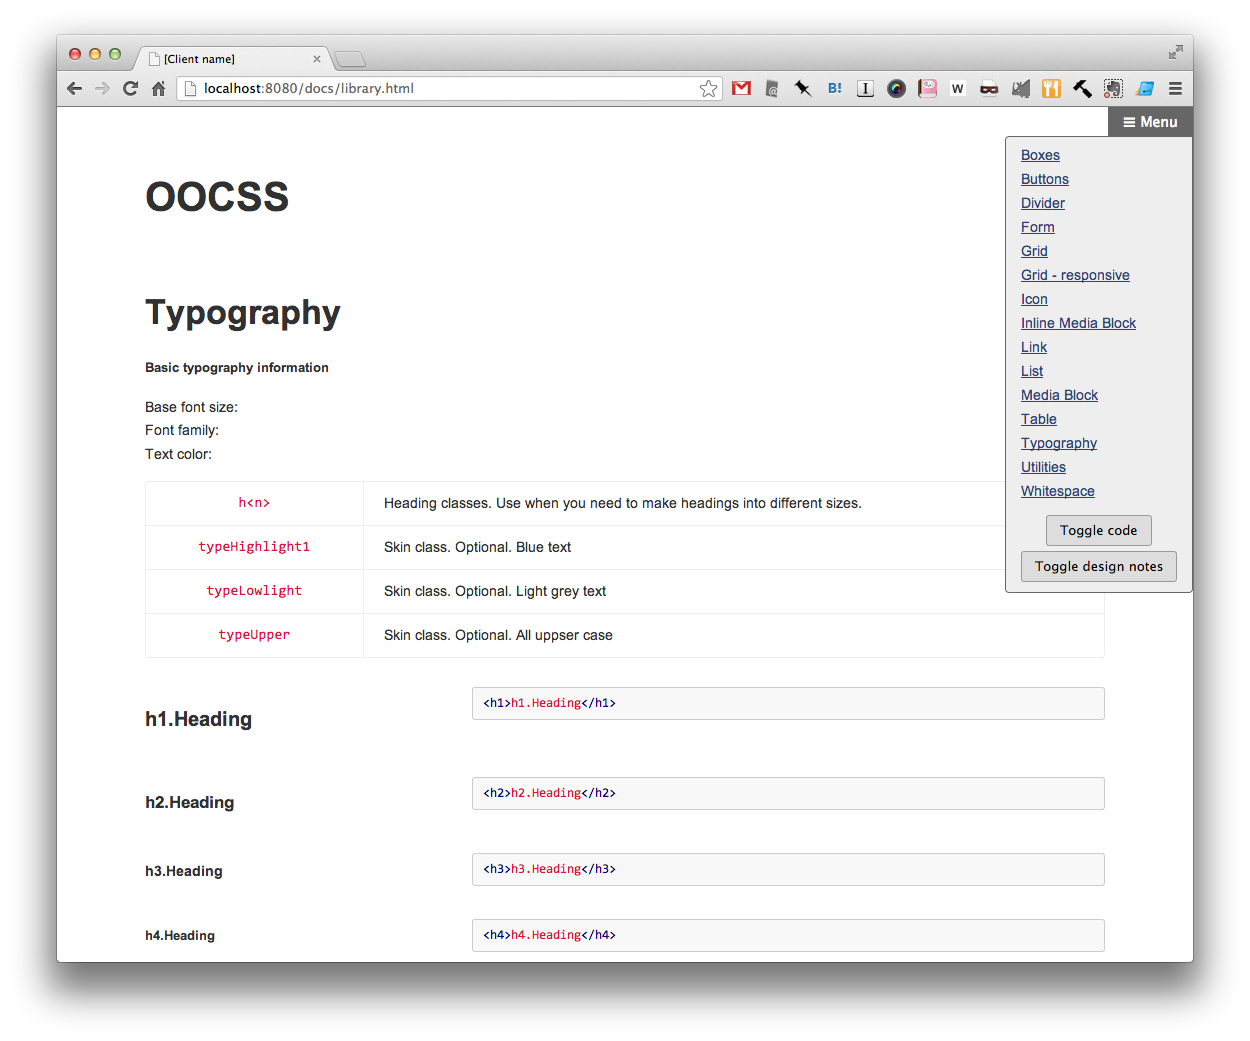 [Client name]
localhost:8080/docs/library.html
B!
I
W
Menu
Boxes
Buttons
Divider
Form
Grid
Grid - responsive
Icon
Inline Media Block
Link
List
Media Block
Table
Typography
Utilities
Whitespace
Toggle code
Toggle design notes
OOCSS
Typography
Basic typography information
Base font size:
Font family:
Text color:
h<n> Heading classes. Use when you need to make headings into different sizes.
typeHighlight1 Skin class. Optional. Blue text
typeLowlight Skin class. Optional. Light grey text
typeUpper Skin class. Optional. All uppser case
h1.Heading <h1>h1.Heading</h1>
h2.Heading <h2>h2.Heading</h2>
h3.Heading <h3>h3.Heading</h3>
h4.Heading <h4>h4.Heading</h4>